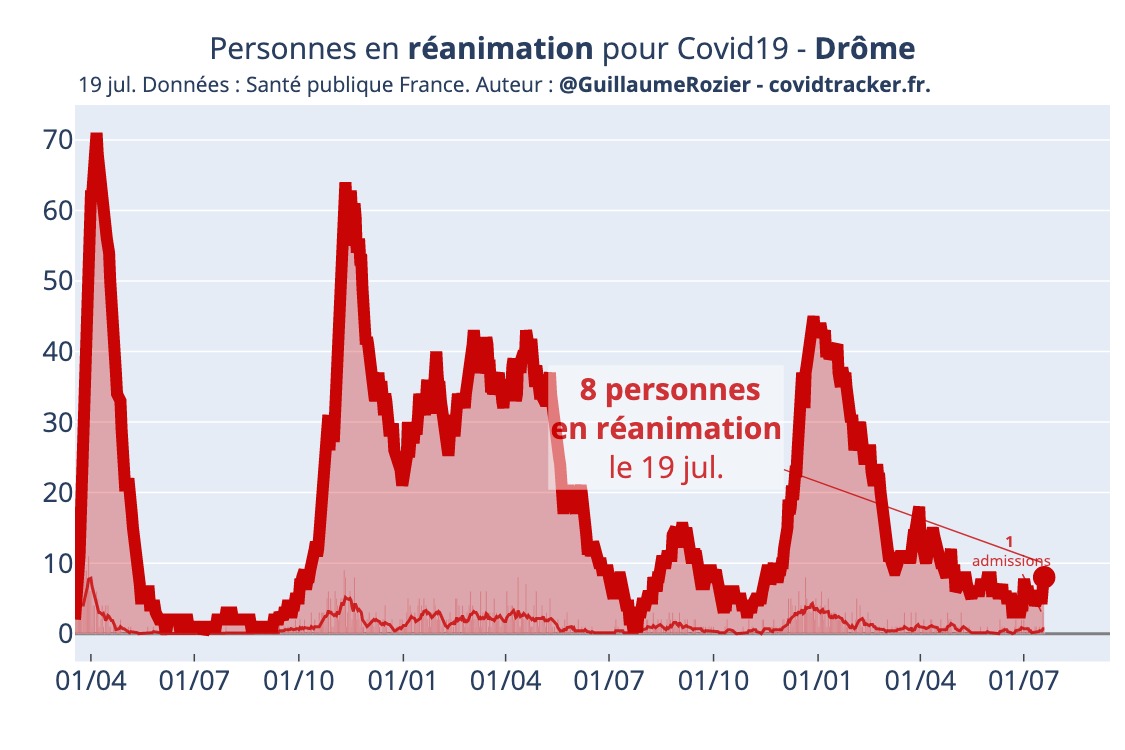 Personnes en réanimation pour Covid19 - Drôme
19 jul. Données : Santé publique France. Auteur : @GuillaumeRozier - covidtracker.fr.
70
60
50
40
30
20
10
0
8 personnes
en réanimation
le 19 jul.
1
admissions
01/04 01/07 01/10 01/01 01/04 01/07 01/10 01/01 01/04 01/07